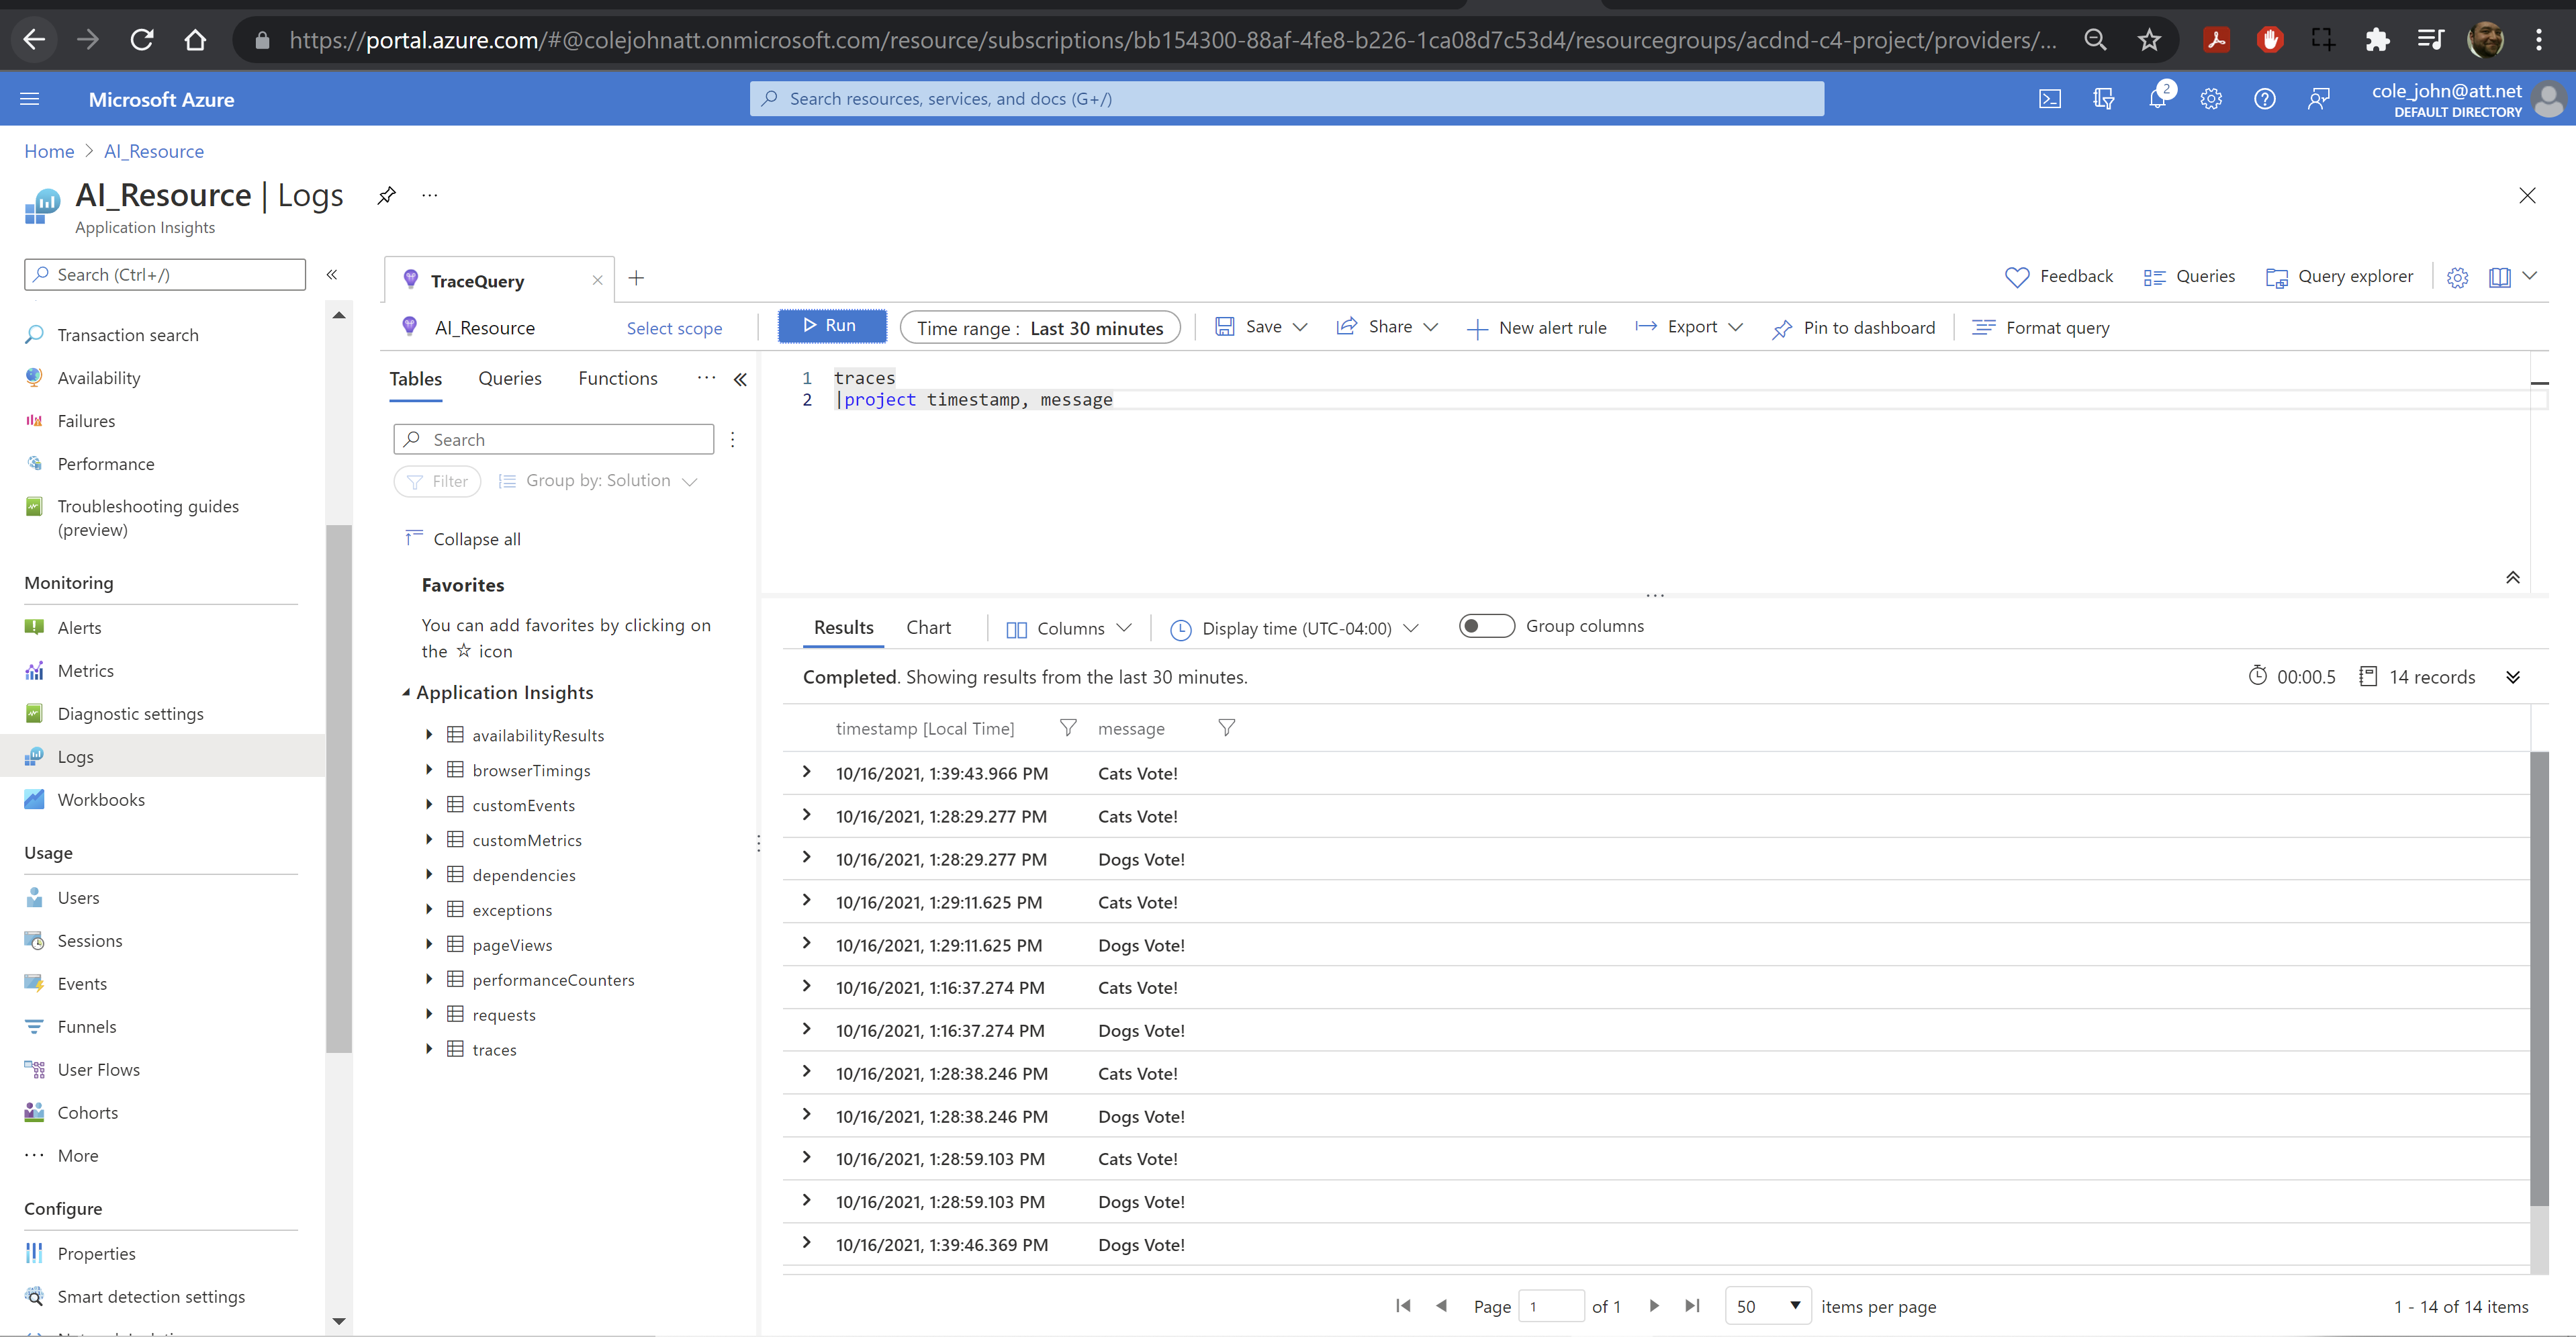 https://portal.azure.com/#@colejohnatt.onmicrosoft.com/resource/subscriptions/bb154300-88af-4fe8-b226-1ca08d7c53d4/resourcegroups/acdnd-c4-project/providers/...
Microsoft Azure
Search resources, services, and docs (G+/)
2
cole_john@att.net
DEFAULT DIRECTORY
Home > AI_Resource
AI_Resource | Logs
Application Insights
Search (Ctrl+/)
Transaction search
Availability
Failures
Performance
Troubleshooting guides
(preview)
Monitoring
Alerts
Metrics
Diagnostic settings
Logs
Workbooks
Usage
Users
Sessions
Events
Funnels
User Flows
Cohorts
More
Configure
Properties
Smart detection settings
TraceQuery
Feedback
Queries
Query explorer
AI_Resource
Select scope
Run
Time range : Last 30 minutes
Save
Share
New alert rule
Export
Pin to dashboard
Format query
Tables
Queries
Functions
Search
Filter
Group by: Solution
Collapse all
Favorites
You can add favorites by clicking on
the ☆ icon
Application Insights
availabilityResults
browserTimings
customEvents
customMetrics
dependencies
exceptions
pageViews
performanceCounters
requests
traces
1 traces
2 |project timestamp, message
Results
Chart
Columns
Display time (UTC-04:00)
Group columns
Completed. Showing results from the last 30 minutes.
00:00.5
14 records
timestamp [Local Time] message
10/16/2021, 1:39:43.966 PM Cats Vote!
10/16/2021, 1:28:29.277 PM Cats Vote!
10/16/2021, 1:28:29.277 PM Dogs Vote!
10/16/2021, 1:29:11.625 PM Cats Vote!
10/16/2021, 1:29:11.625 PM Dogs Vote!
10/16/2021, 1:16:37.274 PM Cats Vote!
10/16/2021, 1:16:37.274 PM Dogs Vote!
10/16/2021, 1:28:38.246 PM Cats Vote!
10/16/2021, 1:28:38.246 PM Dogs Vote!
10/16/2021, 1:28:59.103 PM Cats Vote!
10/16/2021, 1:28:59.103 PM Dogs Vote!
10/16/2021, 1:39:46.369 PM Dogs Vote!
Page 1 of 1
50 items per page
1 - 14 of 14 items